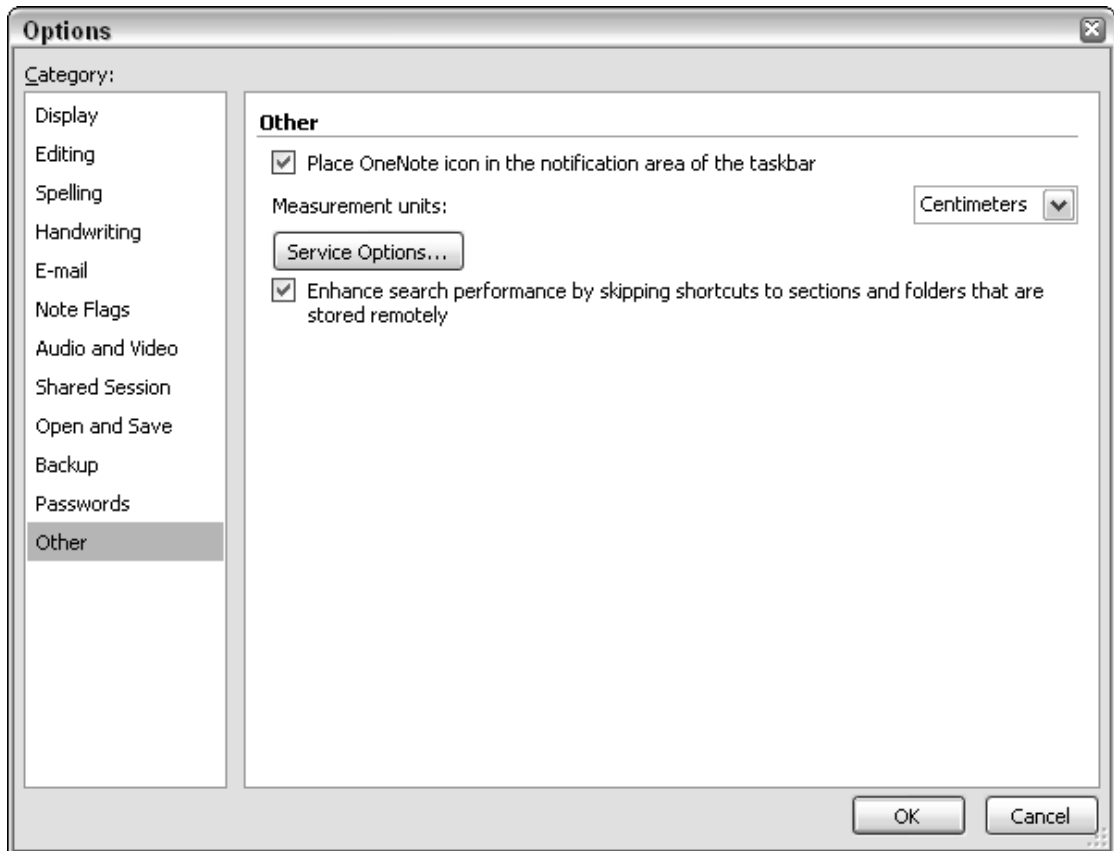 Options
Category:
Display
Editing
Spelling
Handwriting
E-mail
Note Flags
Audio and Video
Shared Session
Open and Save
Backup
Passwords
Other
Other
Place OneNote icon in the notification area of the taskbar
Measurement units:
Centimeters
Service Options...
Enhance search performance by skipping shortcuts to sections and folders that are
stored remotely
OK
Cancel